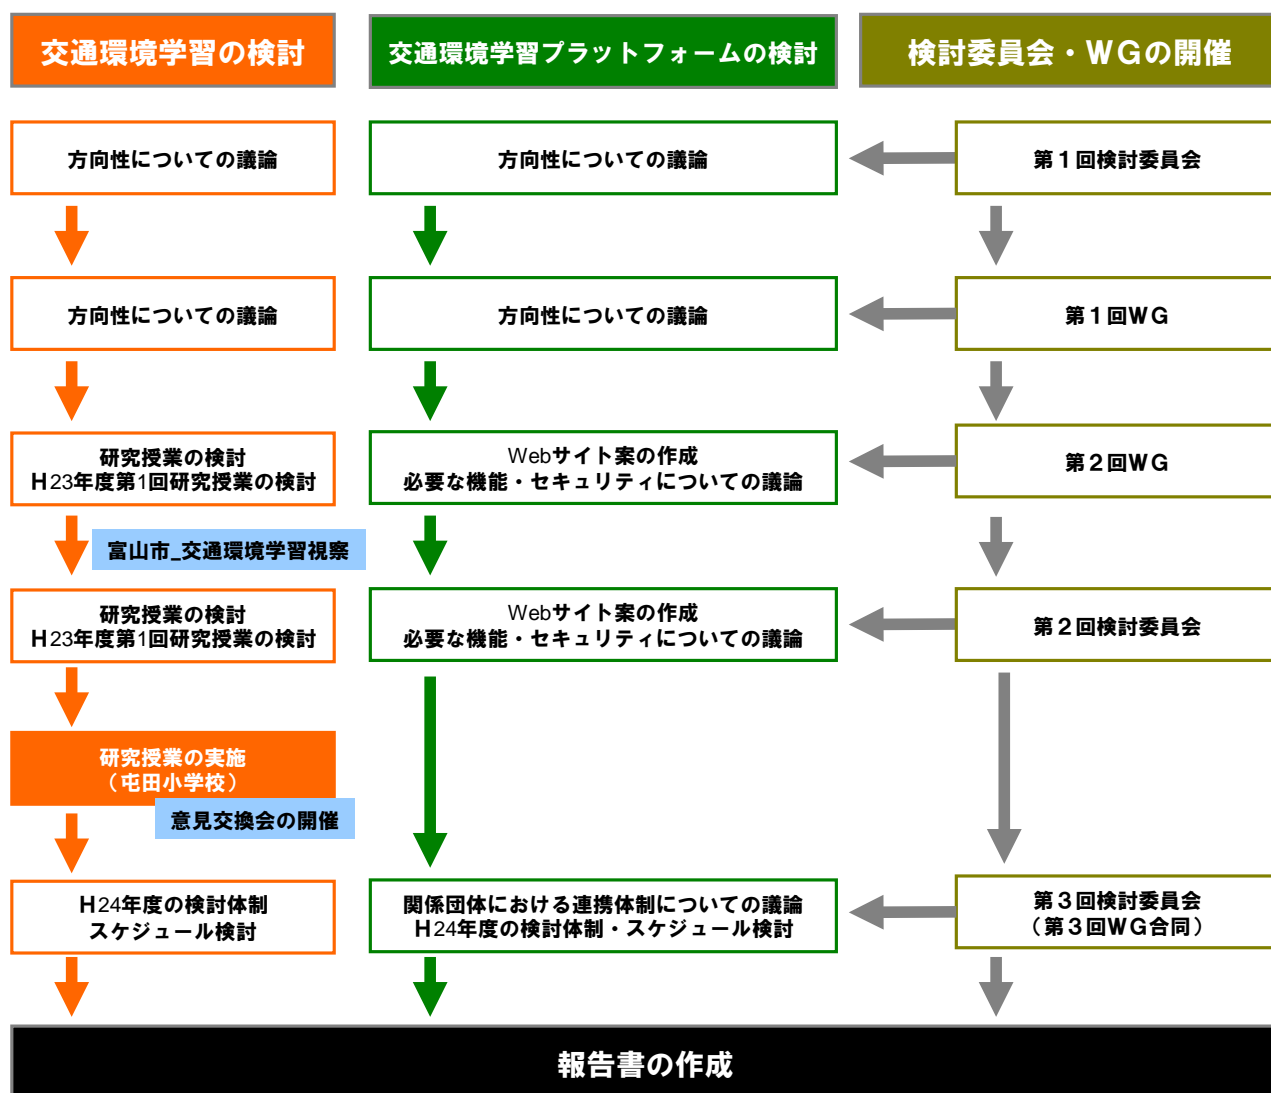 交通環境学習の検討
交通環境学習プラットフォームの検討
検討委員会・WGの開催
方向性についての議論
方向性についての議論
第1回検討委員会
方向性についての議論
方向性についての議論
第1回WG
研究授業の検討
H23年度第1回研究授業の検討
Webサイト案の作成
必要な機能・セキュリティについての議論
第2回WG
富山市_交通環境学習視察
研究授業の検討
H23年度第1回研究授業の検討
Webサイト案の作成
必要な機能・セキュリティについての議論
第2回検討委員会
研究授業の実施
（屯田小学校）
意見交換会の開催
H24年度の検討体制
スケジュール検討
関係団体における連携体制についての議論
H24年度の検討体制・スケジュール検討
第3回検討委員会
（第3回WG合同）
報告書の作成